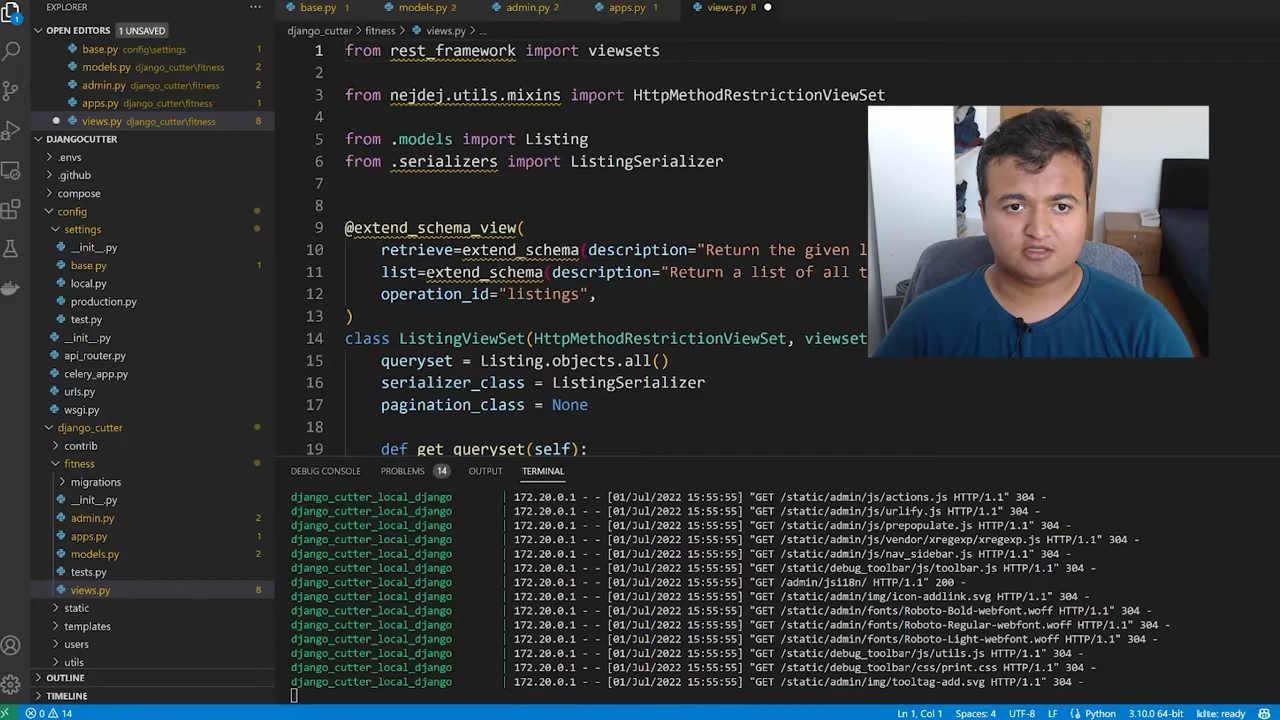 EXPLORER
...
base.py 1
models.py 2
admin.py 2
apps.py 1
views.py 8
OPEN EDITORS 1 UNSAVED
base.py config\settings 1
models.py django_cutter\fitness 2
admin.py django_cutter\fitness 2
apps.py django_cutter\fitness 1
views.py django_cutter\fitness 8
DJANGOCUTTER
.envs
.github
compose
config
settings
__init__.py
base.py 1
local.py
production.py
test.py
__init__.py
api_router.py
celery_app.py
urls.py
wsgi.py
django_cutter
contrib
fitness
migrations
__init__.py
admin.py 2
apps.py 1
models.py 2
tests.py
views.py 8
static
templates
users
utils
OUTLINE
TIMELINE
django_cutter > fitness > views.py > ...
1 from rest_framework import viewsets
2
3 from nejdej.utils.mixins import HttpMethodRestrictionViewSet
4
5 from .models import Listing
6 from .serializers import ListingSerializer
7
8
9 @extend_schema_view(
10 retrieve=extend_schema(description="Return the given l
11 list=extend_schema(description="Return a list of all t
12 operation_id="listings",
13 )
14 class ListingViewSet(HttpMethodRestrictionViewSet, viewse
15 queryset = Listing.objects.all()
16 serializer_class = ListingSerializer
17 pagination_class = None
18
19 def get_queryset(self):
DEBUG CONSOLE PROBLEMS 14 OUTPUT TERMINAL
django_cutter_local_django | 172.20.0.1 - - [01/Jul/2022 15:55:55] "GET /static/admin/js/actions.js HTTP/1.1" 304 -
django_cutter_local_django | 172.20.0.1 - - [01/Jul/2022 15:55:55] "GET /static/admin/js/urlify.js HTTP/1.1" 304 -
django_cutter_local_django | 172.20.0.1 - - [01/Jul/2022 15:55:55] "GET /static/admin/js/prepopulate.js HTTP/1.1" 304 -
django_cutter_local_django | 172.20.0.1 - - [01/Jul/2022 15:55:55] "GET /static/admin/js/vendor/xregexp/xregexp.js HTTP/1.1" 304 -
django_cutter_local_django | 172.20.0.1 - - [01/Jul/2022 15:55:55] "GET /static/admin/js/nav_sidebar.js HTTP/1.1" 304 -
django_cutter_local_django | 172.20.0.1 - - [01/Jul/2022 15:55:55] "GET /static/debug_toolbar/js/toolbar.js HTTP/1.1" 304 -
django_cutter_local_django | 172.20.0.1 - - [01/Jul/2022 15:55:55] "GET /admin/jsi18n/ HTTP/1.1" 200 -
django_cutter_local_django | 172.20.0.1 - - [01/Jul/2022 15:55:55] "GET /static/admin/img/icon-addlink.svg HTTP/1.1" 304 -
django_cutter_local_django | 172.20.0.1 - - [01/Jul/2022 15:55:55] "GET /static/admin/fonts/Roboto-Bold-webfont.woff HTTP/1.1" 304 -
django_cutter_local_django | 172.20.0.1 - - [01/Jul/2022 15:55:55] "GET /static/admin/fonts/Roboto-Regular-webfont.woff HTTP/1.1" 304 -
django_cutter_local_django | 172.20.0.1 - - [01/Jul/2022 15:55:55] "GET /static/admin/fonts/Roboto-Light-webfont.woff HTTP/1.1" 304 -
django_cutter_local_django | 172.20.0.1 - - [01/Jul/2022 15:55:55] "GET /static/debug_toolbar/js/utils.js HTTP/1.1" 304 -
django_cutter_local_django | 172.20.0.1 - - [01/Jul/2022 15:55:55] "GET /static/debug_toolbar/css/print.css HTTP/1.1" 304 -
django_cutter_local_django | 172.20.0.1 - - [01/Jul/2022 15:55:55] "GET /static/admin/img/tooltag-add.svg HTTP/1.1" 304 -
0 14 Ln 1, Col 1 Spaces: 4 UTF-8 LF Python 3.10.0 64-bit kite: ready